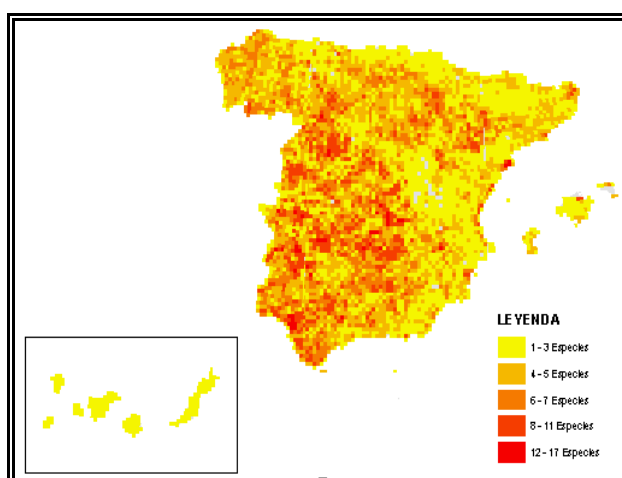 LEYENDA
1 - 3 Especies
4 - 5 Especies
6 - 7 Especies
8 - 11 Especies
12 - 17 Especies